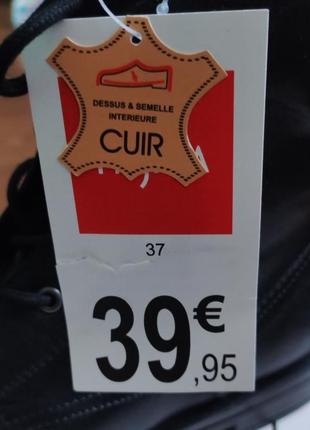 DESSUS & SEMELLE
INTERIEURE
CUIR
37
39€,95